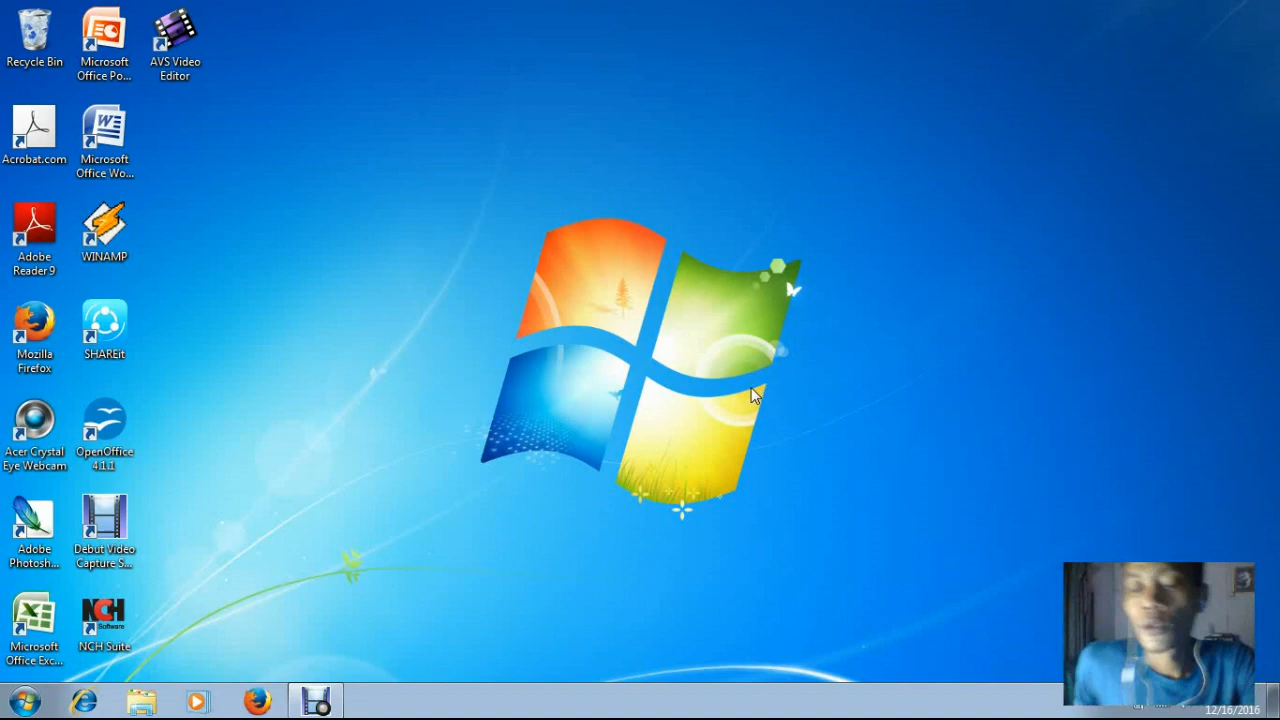 Recycle Bin
Microsoft
Office Po...
AVS Video
Editor
Acrobat.com
Microsoft
Office Wo...
Adobe
Reader 9
WINAMP
Mozilla
Firefox
SHAREit
Acer Crystal
Eye Webcam
OpenOffice
4.1.1
Adobe
Photosh...
Debut Video
Capture S...
Microsoft
Office Exc...
NCH
Software
NCH Suite
12/16/2016